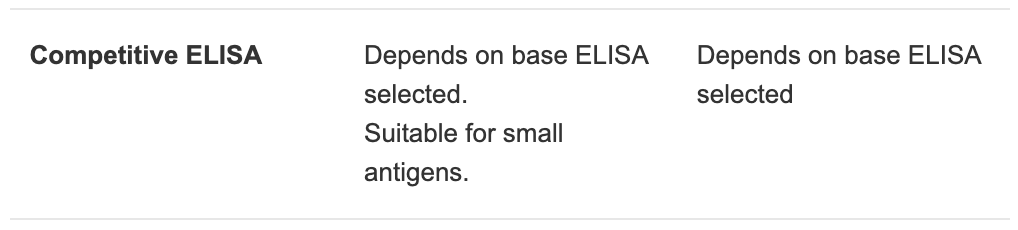 Competitive ELISA
Depends on base ELISA
selected.
Suitable for small
antigens.
Depends on base ELISA
selected